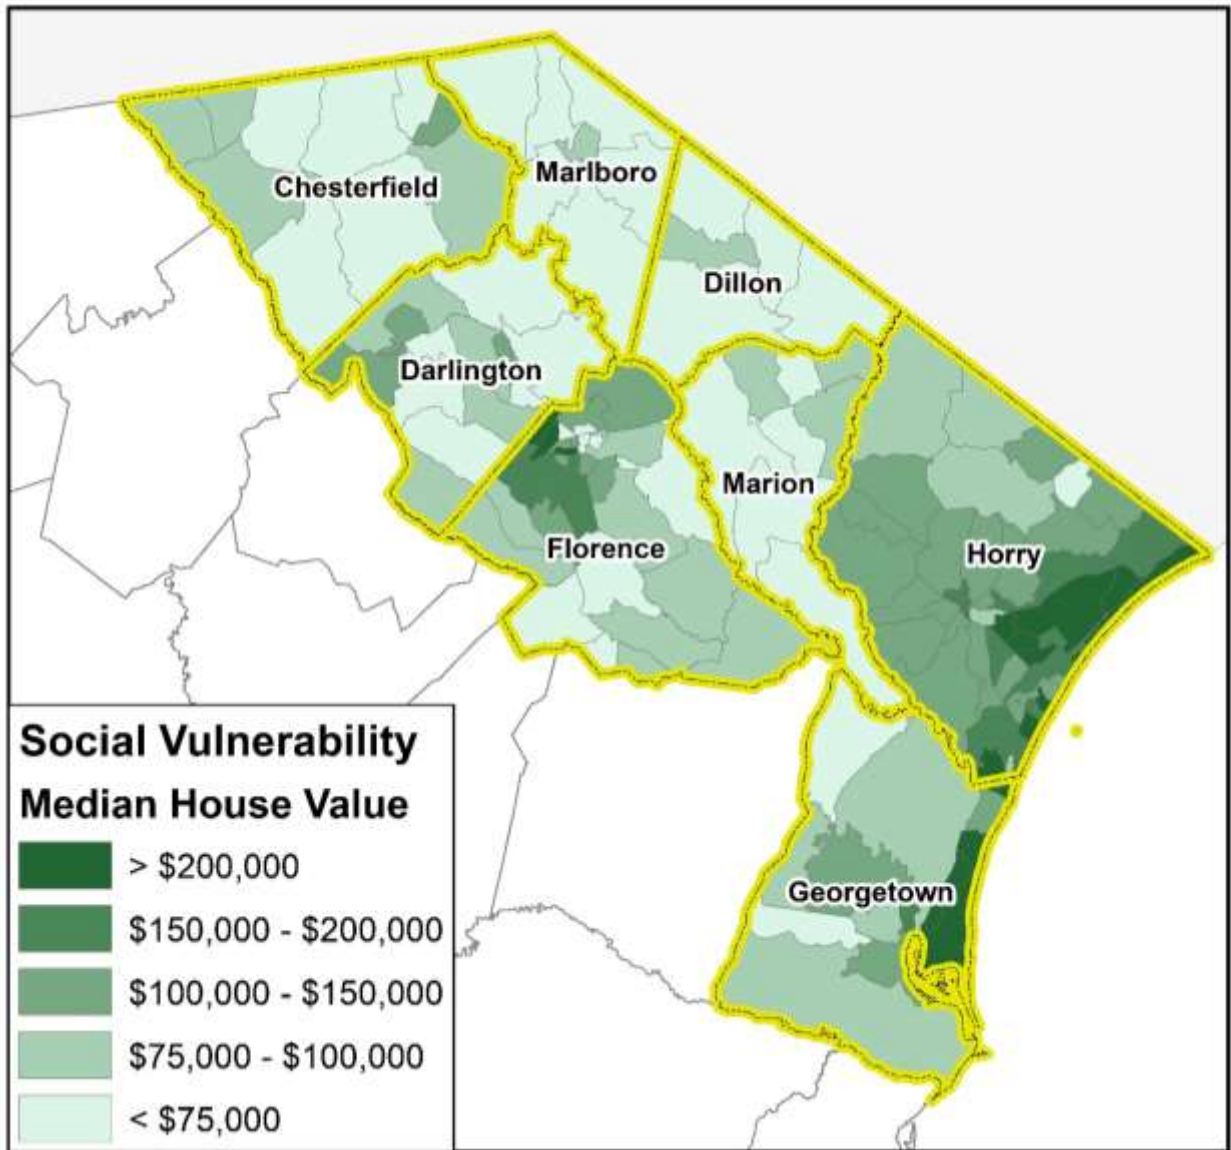 Marlboro
Chesterfield
Dillon
Darlington
Marion
Florence
Horry
Georgetown
Social Vulnerability
Median House Value
> $200,000
$150,000 - $200,000
$100,000 - $150,000
$75,000 - $100,000
< $75,000